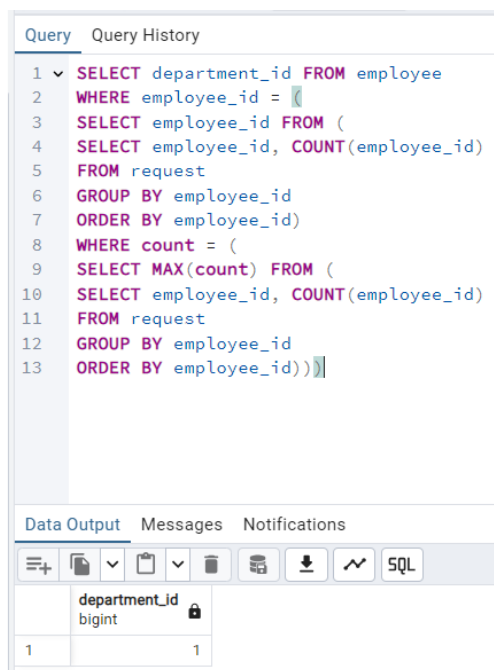 Query Query History
1 SELECT department_id FROM employee
2 WHERE employee_id = (
3 SELECT employee_id FROM (
4 SELECT employee_id, COUNT(employee_id)
5 FROM request
6 GROUP BY employee_id
7 ORDER BY employee_id)
8 WHERE count = (
9 SELECT MAX(count) FROM (
10 SELECT employee_id, COUNT(employee_id)
11 FROM request
12 GROUP BY employee_id
13 ORDER BY employee_id)))
Data Output Messages Notifications
SQL
department_id
bigint
1 1